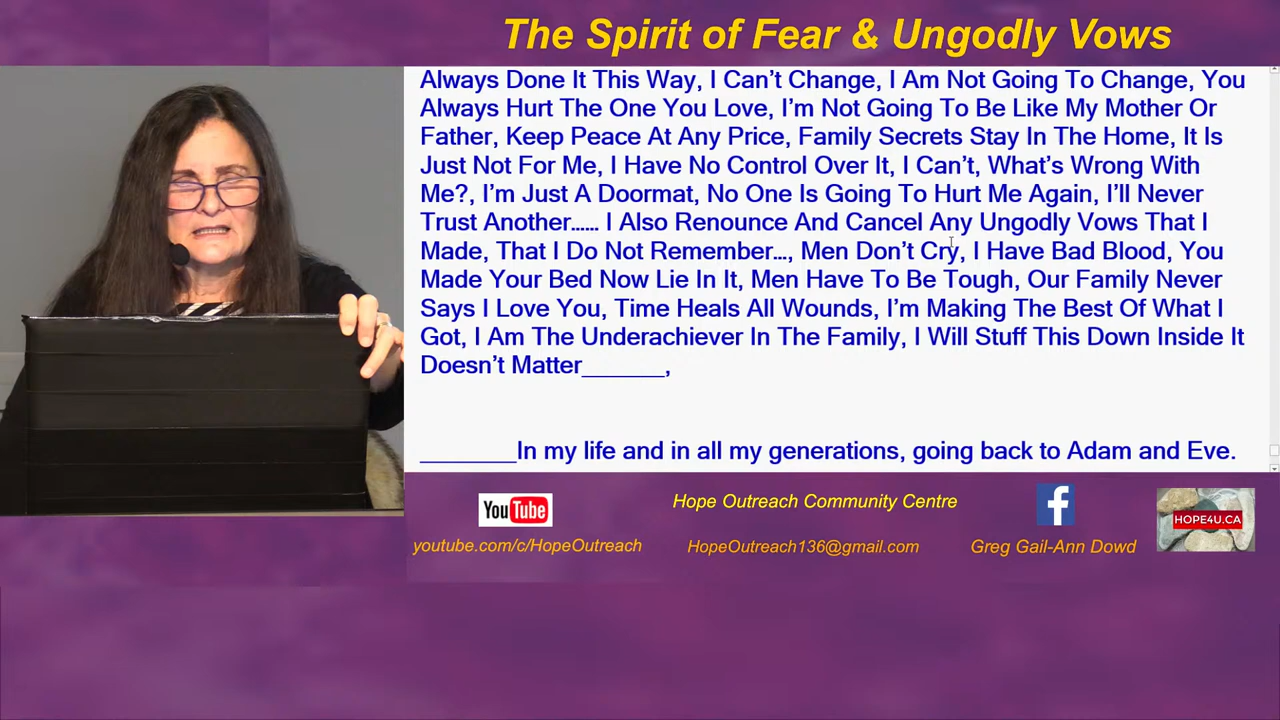 The Spirit of Fear & Ungodly Vows
Always Done It This Way, I Can't Change, I Am Not Going To Change, You
Always Hurt The One You Love, I'm Not Going To Be Like My Mother Or
Father, Keep Peace At Any Price, Family Secrets Stay In The Home, It Is
Just Not For Me, I Have No Control Over It, I Can't, What's Wrong With
Me?, I'm Just A Doormat, No One Is Going To Hurt Me Again, I'll Never
Trust Another...... I Also Renounce And Cancel Any Ungodly Vows That I
Made, That I Do Not Remember..., Men Don't Cry, I Have Bad Blood, You
Made Your Bed Now Lie In It, Men Have To Be Tough, Our Family Never
Says I Love You, Time Heals All Wounds, I'm Making The Best Of What I
Got, I Am The Underachiever In The Family, I Will Stuff This Down Inside It
Doesn't Matter______,
_______In my life and in all my generations, going back to Adam and Eve.
YouTube
youtube.com/c/HopeOutreach
Hope Outreach Community Centre
HopeOutreach136@gmail.com
f
Greg Gail-Ann Dowd
HOPE4U.CA